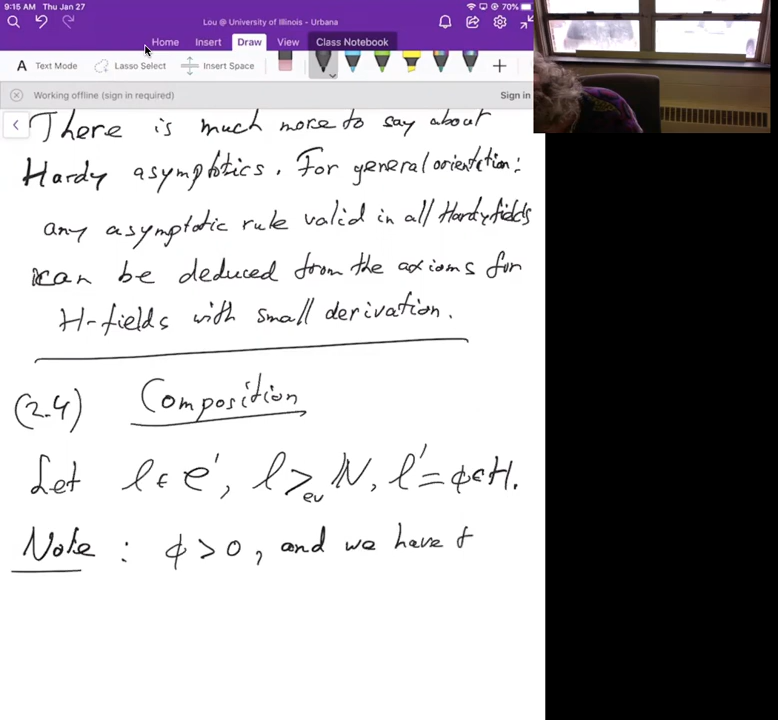 9:15 AM Thu Jan 27
70%
Lou @ University of Illinois - Urbana
Home Insert Draw View Class Notebook
A Text Mode Lasso Select Insert Space
Working offline (sign in required) Sign in
There is much more to say about
Hardy asymptotics. For general orientation:
any asymptotic rule valid in all Hardy fields
can be deduced from the axioms for
H-fields with small derivation.
(2.4) Composition
Let ℓ ∈ C', ℓ >ₑᵥ ℕ, ℓ' = φ ∈ H.
Note : φ > 0, and we have